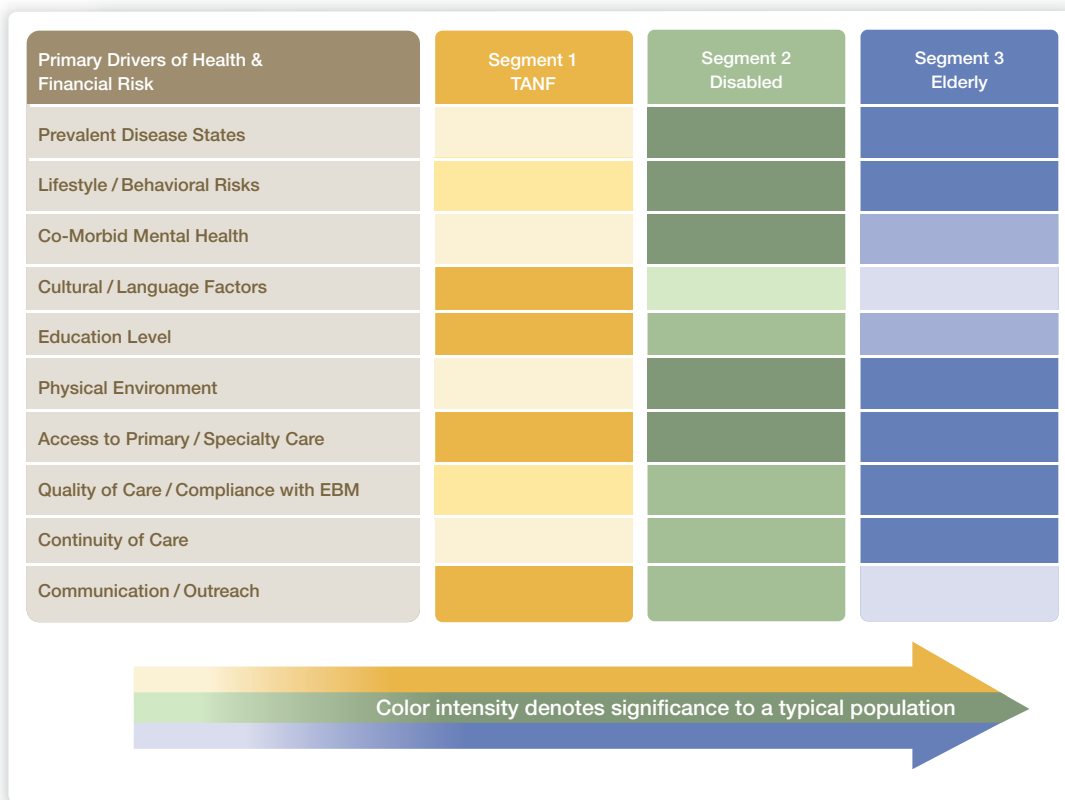 Primary Drivers of Health &
Financial Risk
Segment 1
TANF
Segment 2
Disabled
Segment 3
Elderly
Prevalent Disease States
Lifestyle / Behavioral Risks
Co-Morbid Mental Health
Cultural / Language Factors
Education Level
Physical Environment
Access to Primary / Specialty Care
Quality of Care / Compliance with EBM
Continuity of Care
Communication / Outreach
Color intensity denotes significance to a typical population